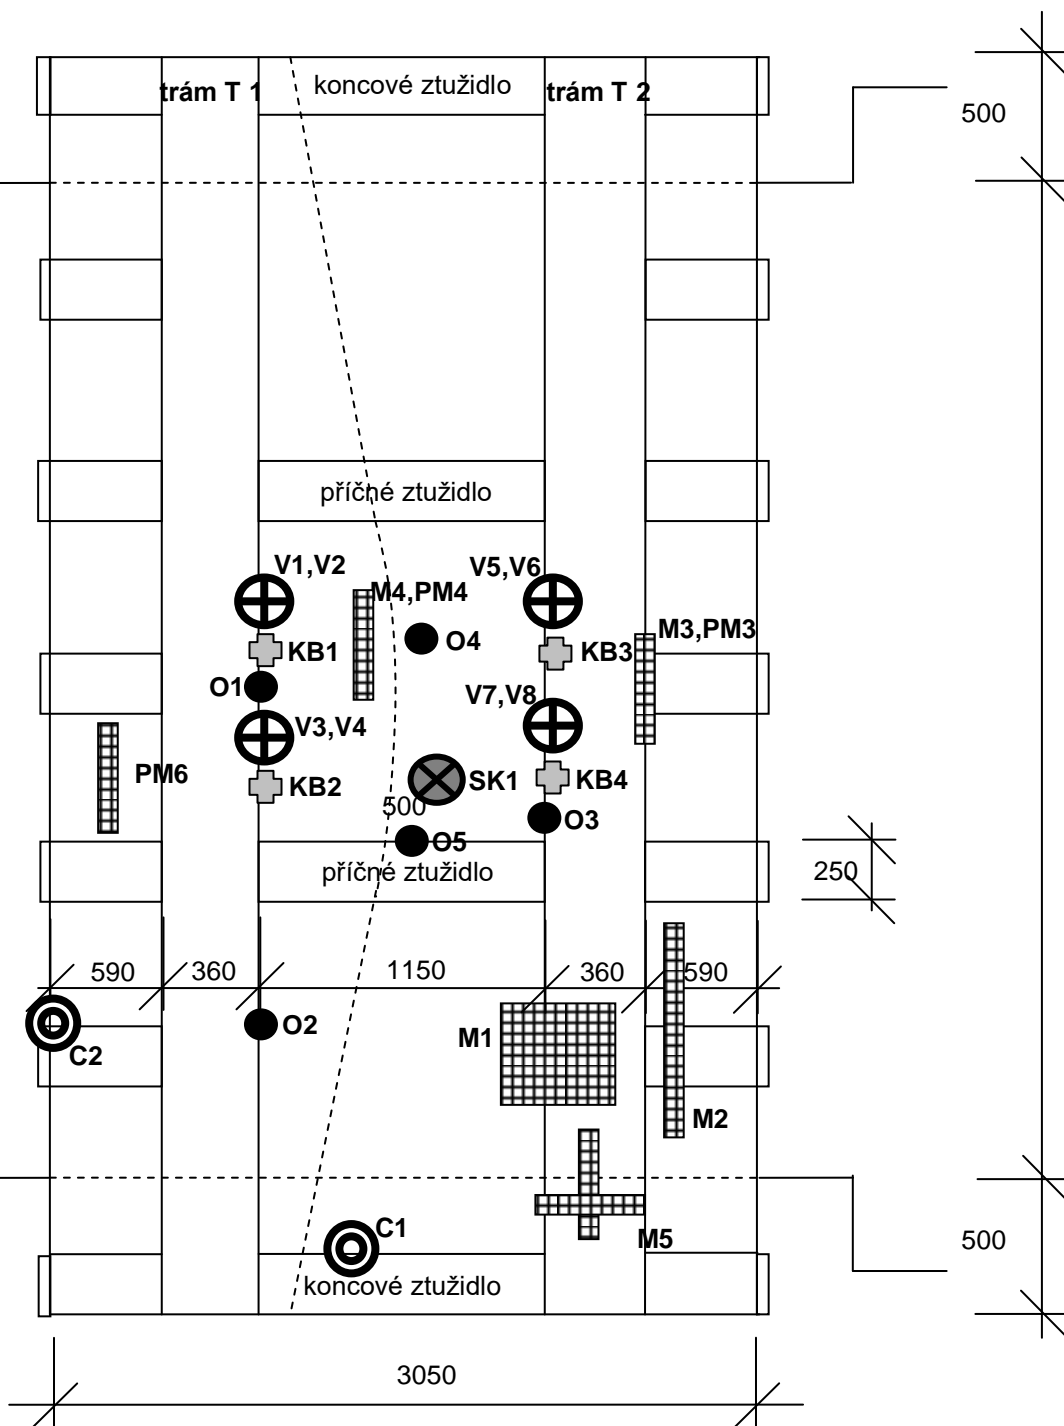 trám T 1
koncové ztužidlo
trám T 2
500
příčné ztužidlo
V1,V2
V5,V6
M4,PM4
M3,PM3
O4
KB1
KB3
O1
V7,V8
V3,V4
PM6
SK1
KB4
KB2
500
O3
O5
příčné ztužidlo
250
590
360
1150
360
590
O2
M1
C2
M2
C1
M5
500
koncové ztužidlo
3050